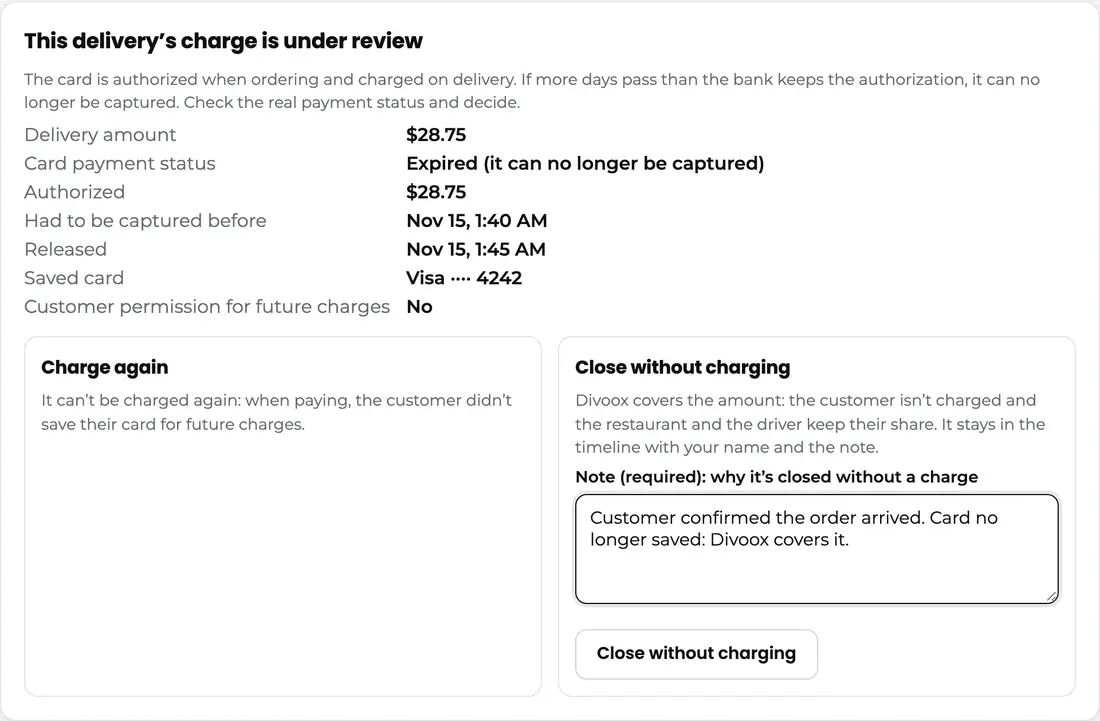 This delivery’s charge is under review
The card is authorized when ordering and charged on delivery. If more days pass than the bank keeps the authorization, it can no
longer be captured. Check the real payment status and decide.
Delivery amount $28.75
Card payment status Expired (it can no longer be captured)
Authorized $28.75
Had to be captured before Nov 15, 1:40 AM
Released Nov 15, 1:45 AM
Saved card Visa ···· 4242
Customer permission for future charges No
Charge again
It can’t be charged again: when paying, the customer didn’t
save their card for future charges.
Close without charging
Divoox covers the amount: the customer isn’t charged and
the restaurant and the driver keep their share. It stays in the
timeline with your name and the note.
Note (required): why it’s closed without a charge
Customer confirmed the order arrived. Card no
longer saved: Divoox covers it.
Close without charging